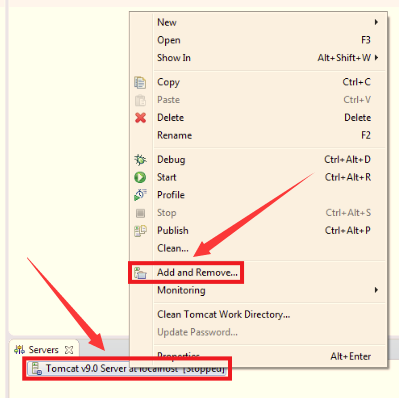 New
Open F3
Show In Alt+Shift+W
Copy Ctrl+C
Paste Ctrl+V
Delete Delete
Rename F2
Debug Ctrl+Alt+D
Start Ctrl+Alt+R
Profile
Stop Ctrl+Alt+S
Publish Ctrl+Alt+P
Clean...
Add and Remove...
Monitoring
Clean Tomcat Work Directory...
Update Password...
Properties Alt+Enter
Servers
Tomcat v9.0 Server at localhost [Stopped]